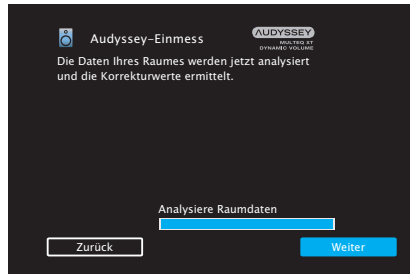 Audyssey-Einmess
AUDYSSEY
MULTEQ XT
DYNAMIC VOLUME
Die Daten Ihres Raumes werden jetzt analysiert
und die Korrekturwerte ermittelt.
Analysiere Raumdaten
Zurück
Weiter